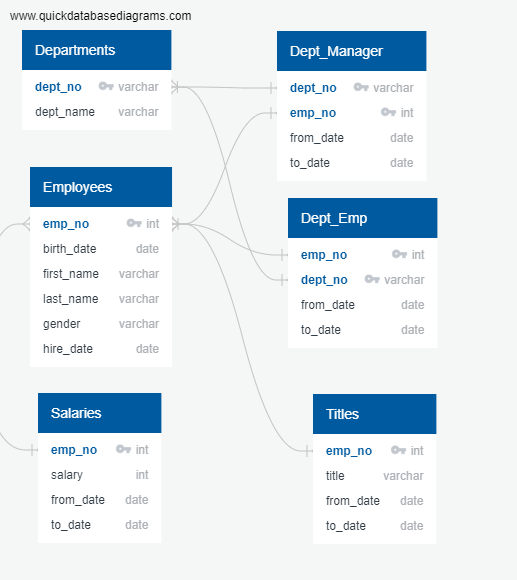 www.quickdatabasediagrams.com
Departments
dept_no varchar
dept_name varchar
Dept_Manager
dept_no varchar
emp_no int
from_date date
to_date date
Employees
emp_no int
birth_date date
first_name varchar
last_name varchar
gender varchar
hire_date date
Dept_Emp
emp_no int
dept_no varchar
from_date date
to_date date
Salaries
emp_no int
salary int
from_date date
to_date date
Titles
emp_no int
title varchar
from_date date
to_date date